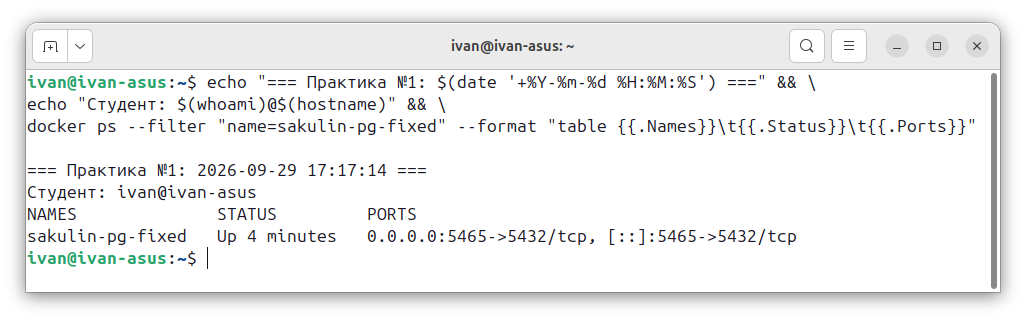 ivan@ivan-asus: ~
ivan@ivan-asus:~$ echo "=== Практика №1: $(date '+%Y-%m-%d %H:%M:%S') ===" && \
echo "Студент: $(whoami)@$(hostname)" && \
docker ps --filter "name=sakulin-pg-fixed" --format "table {{.Names}}\t{{.Status}}\t{{.Ports}}"
=== Практика №1: 2026-09-29 17:17:14 ===
Студент: ivan@ivan-asus
NAMES STATUS PORTS
sakulin-pg-fixed Up 4 minutes 0.0.0.0:5465->5432/tcp, [::]:5465->5432/tcp
ivan@ivan-asus:~$